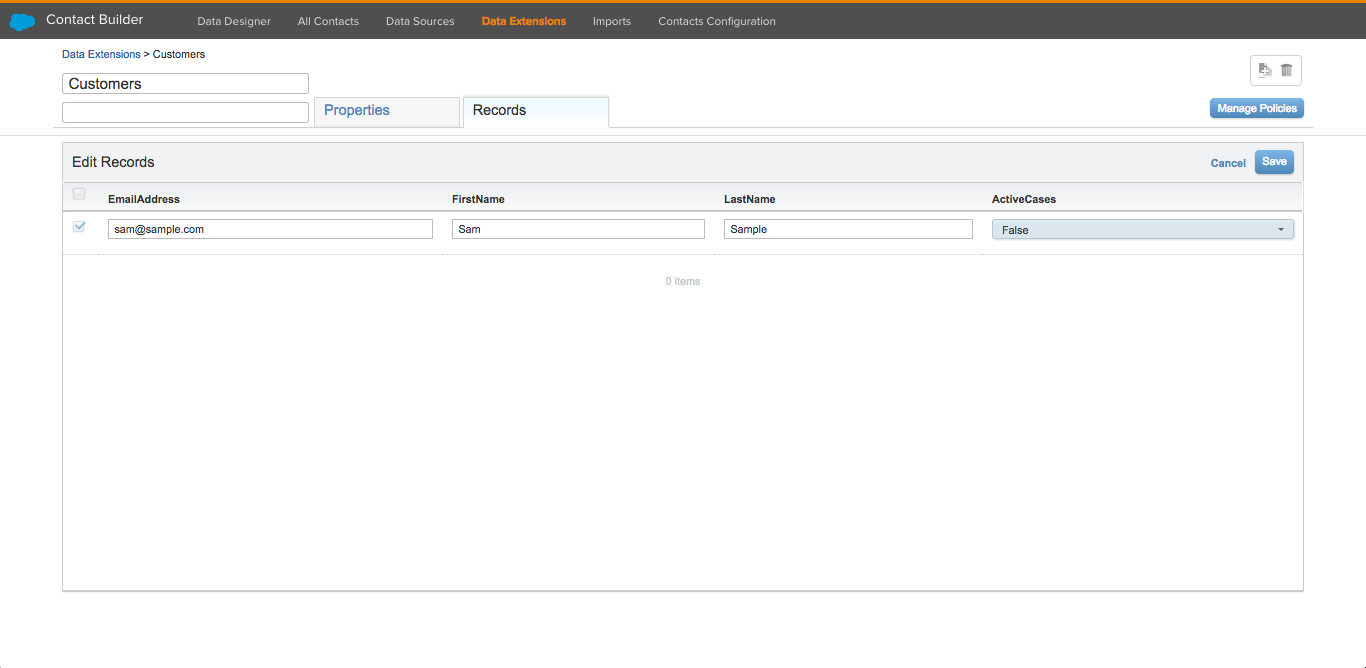 Contact Builder Data Designer All Contacts Data Sources Data Extensions Imports Contacts Configuration
Data Extensions > Customers
Customers
Properties Records Manage Policies
Edit Records Cancel Save
EmailAddress FirstName LastName ActiveCases
sam@sample.com Sam Sample False
0 items